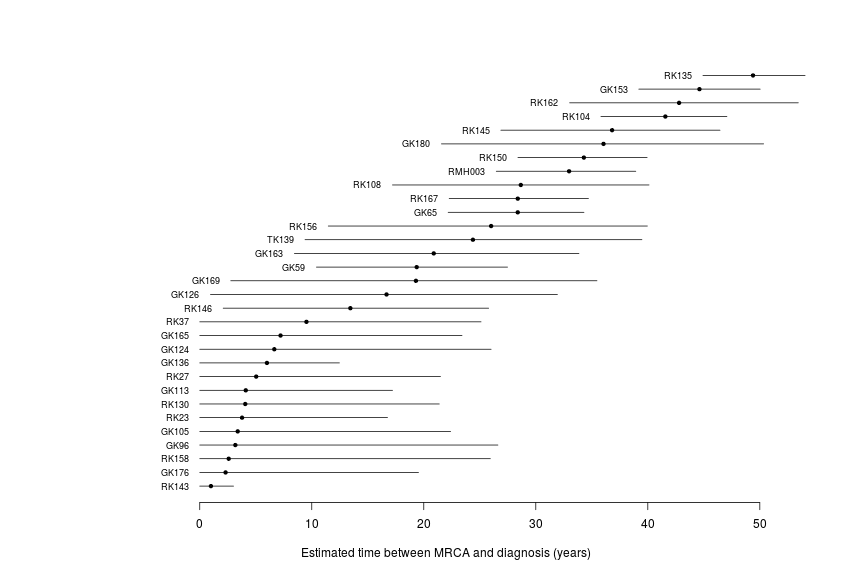 RK135
GK153
RK162
RK104
RK145
GK180
RK150
RMH003
RK108
RK167
GK65
RK156
TK139
GK163
GK59
GK169
GK126
RK146
RK37
GK165
GK124
GK136
RK27
GK113
RK130
RK23
GK105
GK96
RK158
GK176
RK143
0 10 20 30 40 50
Estimated time between MRCA and diagnosis (years)